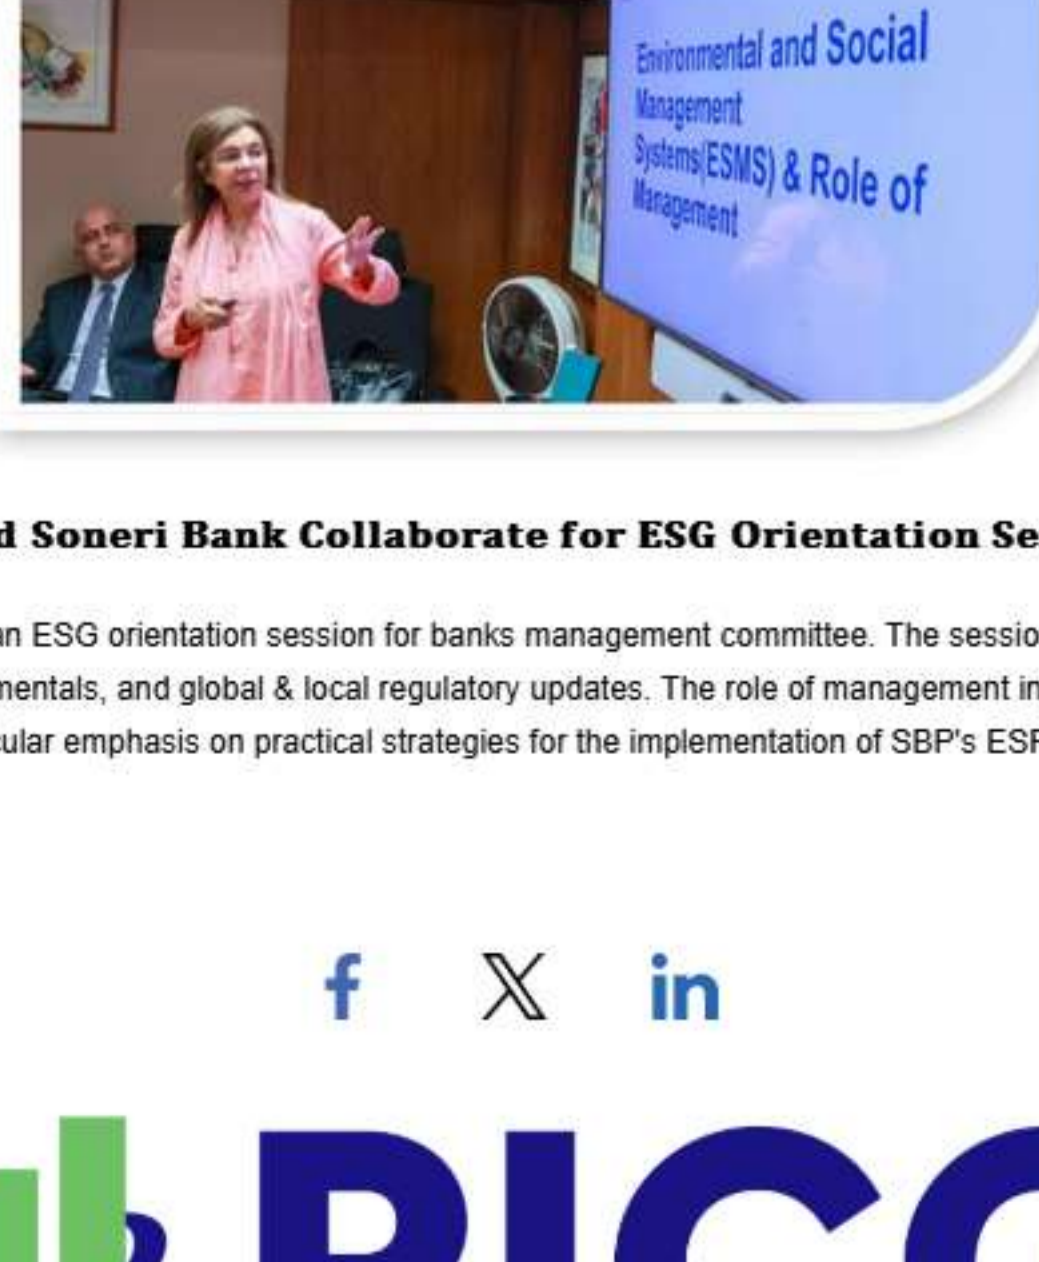 Environmental and Social
Management
Systems(ESMS) & Role of
Management
d Soneri Bank Collaborate for ESG Orientation Se
an ESG orientation session for banks management committee. The sessio
mentals, and global & local regulatory updates. The role of management in
cular emphasis on practical strategies for the implementation of SBP's ESR
f X in